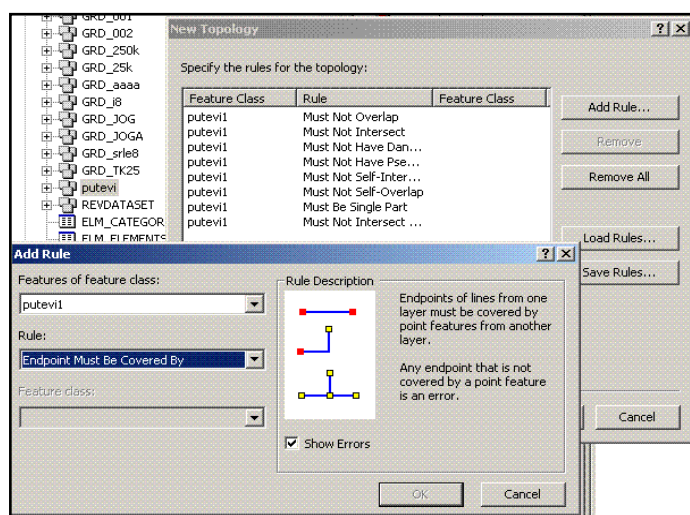 GRD_001
GRD_002
GRD_250k
GRD_25k
GRD_aaaa
GRD_i8
GRD_JOG
GRD_JOGA
GRD_srle8
GRD_TK25
putevi
REVDATASET
ELM_CATEGOR
ELM_ELEMENTS
New Topology
Specify the rules for the topology:
Feature Class Rule Feature Class
putevi1 Must Not Overlap
putevi1 Must Not Intersect
putevi1 Must Not Have Dan...
putevi1 Must Not Have Pse...
putevi1 Must Not Self-Inter...
putevi1 Must Not Self-Overlap
putevi1 Must Be Single Part
putevi1 Must Not Intersect ...
Add Rule...
Remove
Remove All
Load Rules...
Save Rules...
Cancel
Add Rule
Features of feature class:
putevi1
Rule:
Endpoint Must Be Covered By
Feature class:
Rule Description
Endpoints of lines from one
layer must be covered by
point features from another
layer.
Any endpoint that is not
covered by a point feature
is an error.
Show Errors
OK
Cancel